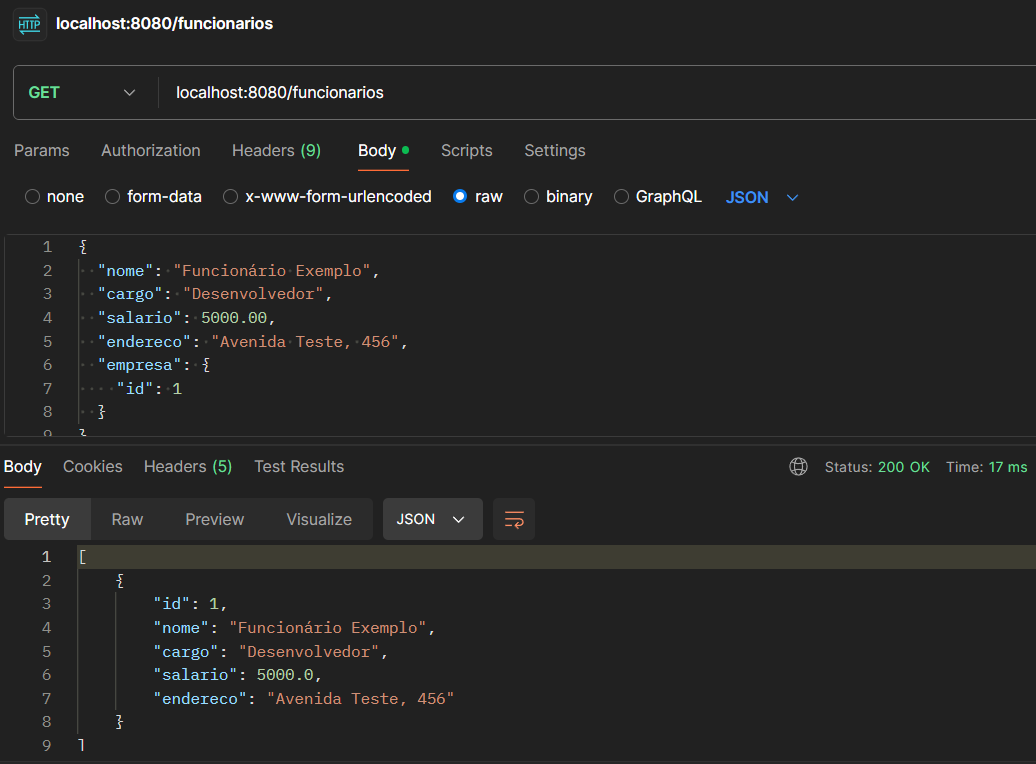 HTTP localhost:8080/funcionarios
GET localhost:8080/funcionarios
Params Authorization Headers (9) Body Scripts Settings
none form-data x-www-form-urlencoded raw binary GraphQL JSON
1 {
2 "nome": "Funcionário Exemplo",
3 "cargo": "Desenvolvedor",
4 "salario": 5000.00,
5 "endereco": "Avenida Teste, 456",
6 "empresa": {
7 "id": 1
8 }
9 }
Body Cookies Headers (5) Test Results Status: 200 OK Time: 17 ms
Pretty Raw Preview Visualize JSON
1 [
2 {
3 "id": 1,
4 "nome": "Funcionário Exemplo",
5 "cargo": "Desenvolvedor",
6 "salario": 5000.0,
7 "endereco": "Avenida Teste, 456"
8 }
9 ]